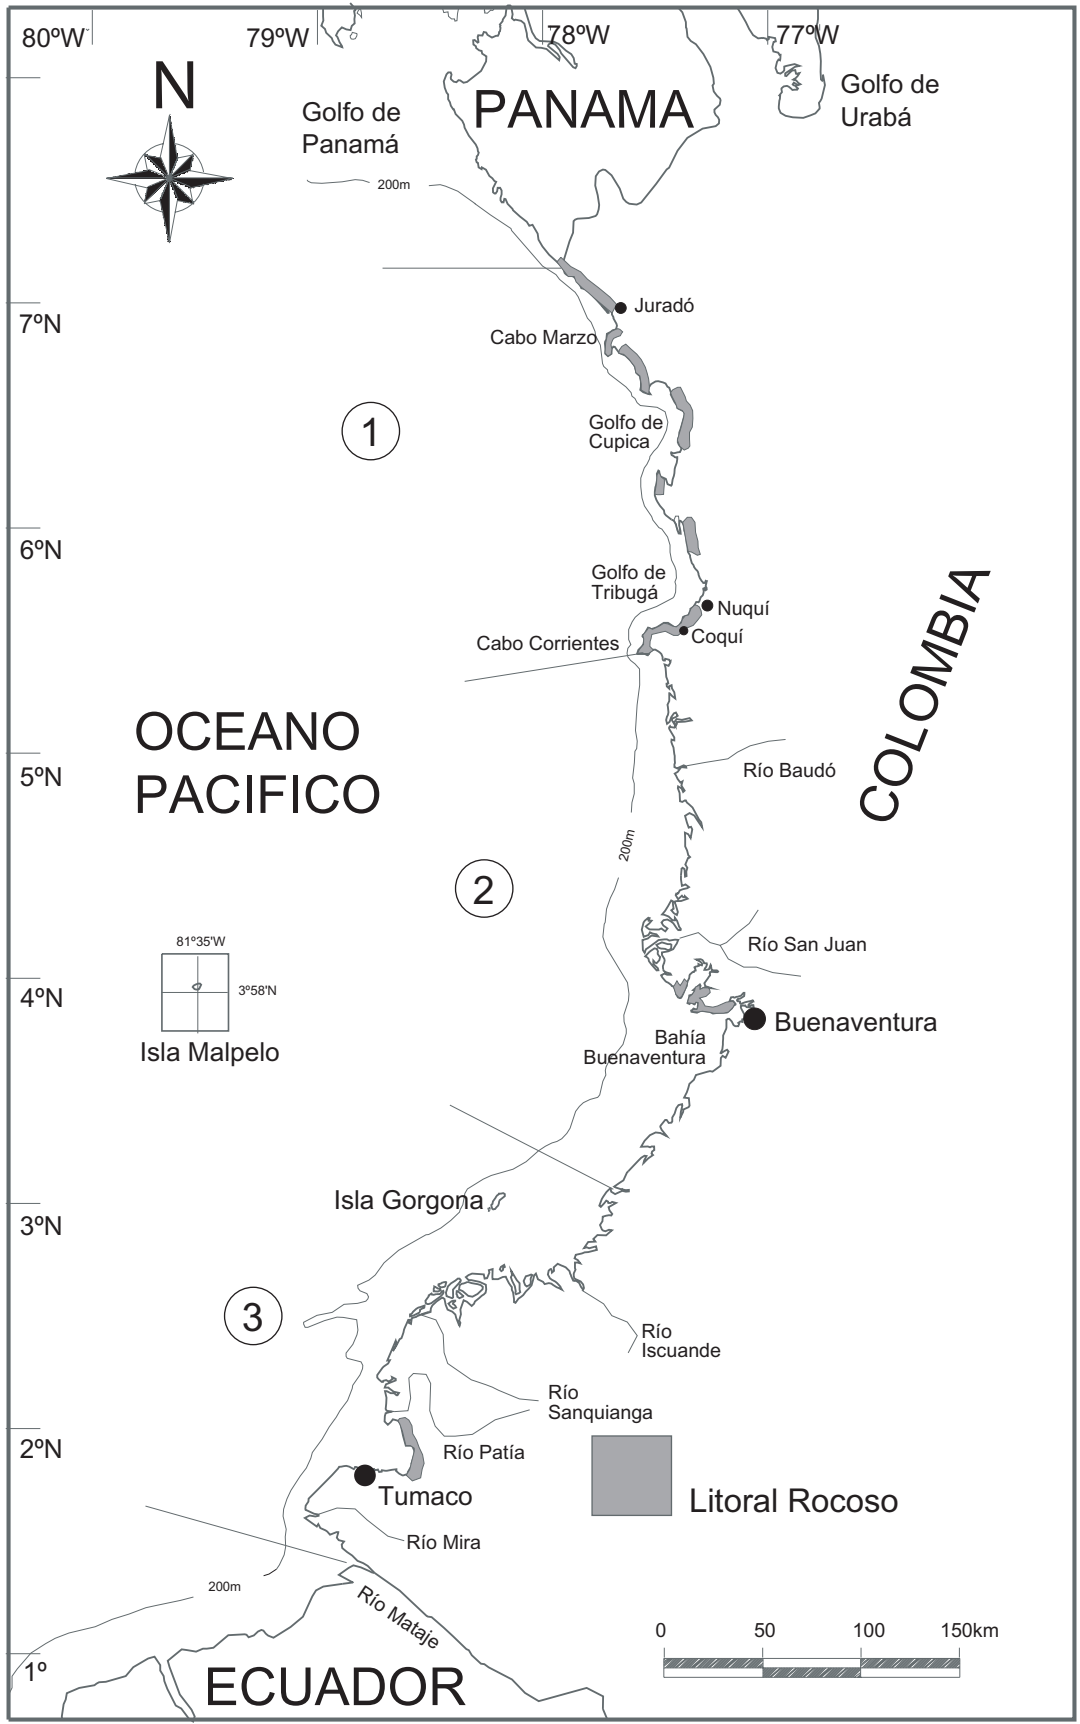 80ºW
79ºW
78ºW
77ºW
N
Golfo de
Panamá
PANAMA
Golfo de
Urabá
200m
7ºN
Juradó
Cabo Marzo
1
Golfo de
Cupica
6ºN
Golfo de
Tribugá
Nuquí
Coquí
Cabo Corrientes
COLOMBIA
OCEANO
PACIFICO
5ºN
Río Baudó
200m
2
81º35'W
3º58'N
Isla Malpelo
Río San Juan
4ºN
Buenaventura
Bahía
Buenaventura
Isla Gorgona
3ºN
3
Río
Iscuande
Río
Sanquianga
2ºN
Río Patía
Tumaco
Litoral Rocoso
Río Mira
200m
Río Mataje
0
50
100
150km
1º
ECUADOR